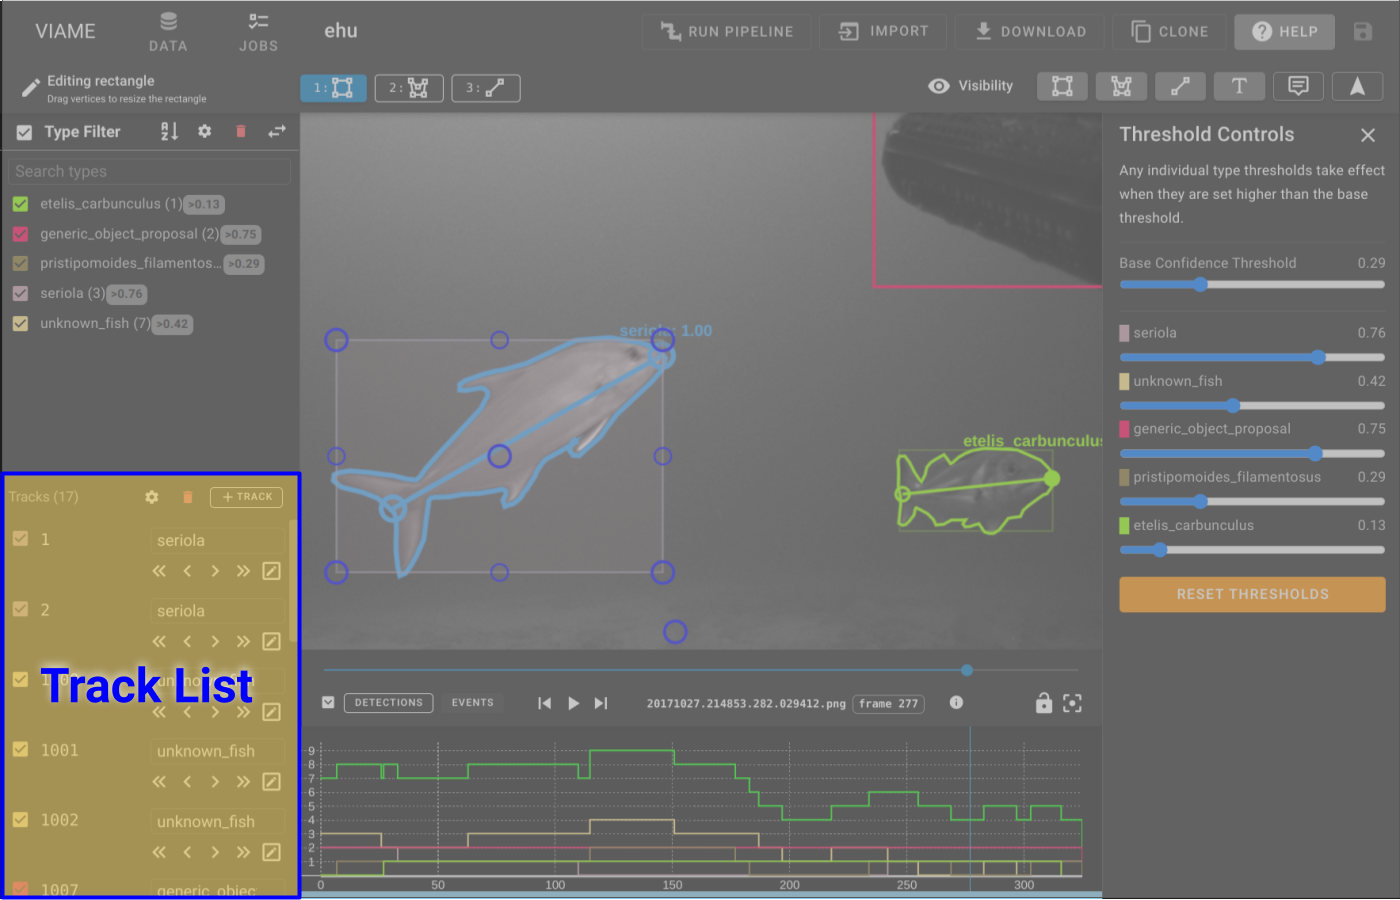 VIAME
DATA
JOBS
ehu
RUN PIPELINE
IMPORT
DOWNLOAD
CLONE
HELP
Editing rectangle
Drag vertices to resize the rectangle
1:
2:
3:
Visibility
T
Type Filter
Search types
etelis_carbunculus (1) >0.13
generic_object_proposal (2) >0.75
pristipomoides_filamentos... >0.29
seriola (3) >0.76
unknown_fish (7) >0.42
Tracks (17)
+ TRACK
1 seriola
2 seriola
Track List
1001 unknown_fish
1002 unknown_fish
1007 generic_objec
seriola: 1.00
etelis_carbunculus
DETECTIONS
EVENTS
20171027.214853.282.029412.png
frame 277
9
8
7
6
5
4
3
2
1
0 50 100 150 200 250 300
Threshold Controls
Any individual type thresholds take effect
when they are set higher than the base
threshold.
Base Confidence Threshold 0.29
seriola 0.76
unknown_fish 0.42
generic_object_proposal 0.75
pristipomoides_filamentosus 0.29
etelis_carbunculus 0.13
RESET THRESHOLDS